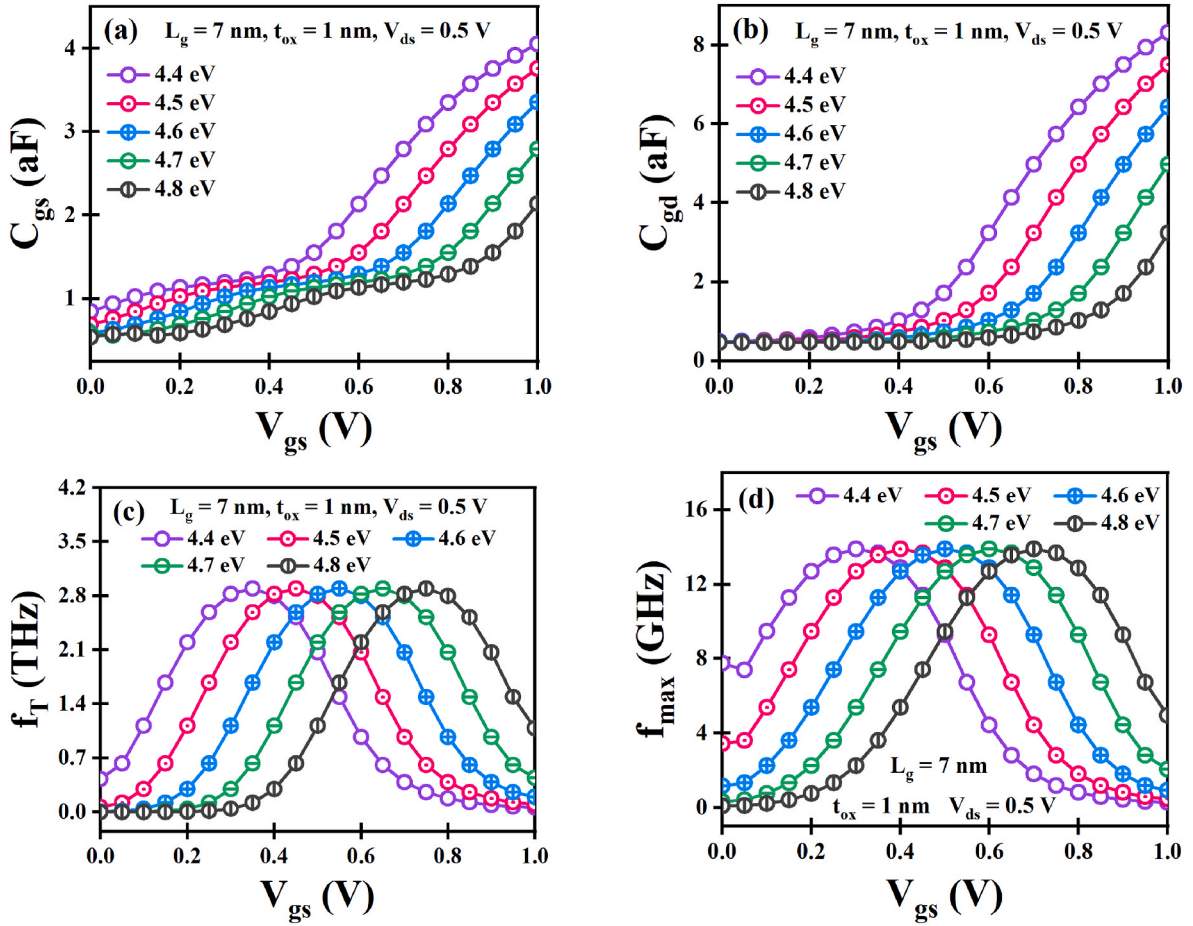 (a) L_g = 7 nm, t_ox = 1 nm, V_ds = 0.5 V
4.4 eV
4.5 eV
4.6 eV
4.7 eV
4.8 eV
C_gs (aF)
4
3
2
1
0.0 0.2 0.4 0.6 0.8 1.0
V_gs (V)
(b) L_g = 7 nm, t_ox = 1 nm, V_ds = 0.5 V
4.4 eV
4.5 eV
4.6 eV
4.7 eV
4.8 eV
C_gd (aF)
8
6
4
2
0
0.0 0.2 0.4 0.6 0.8 1.0
V_gs (V)
(c) L_g = 7 nm, t_ox = 1 nm, V_ds = 0.5 V
4.4 eV 4.5 eV 4.6 eV
4.7 eV 4.8 eV
f_T (THz)
4.2
3.5
2.8
2.1
1.4
0.7
0.0
0.0 0.2 0.4 0.6 0.8 1.0
V_gs (V)
(d) 4.4 eV 4.5 eV 4.6 eV
4.7 eV 4.8 eV
f_max (GHz)
16
12
8
4
0
L_g = 7 nm
t_ox = 1 nm V_ds = 0.5 V
0.0 0.2 0.4 0.6 0.8 1.0
V_gs (V)